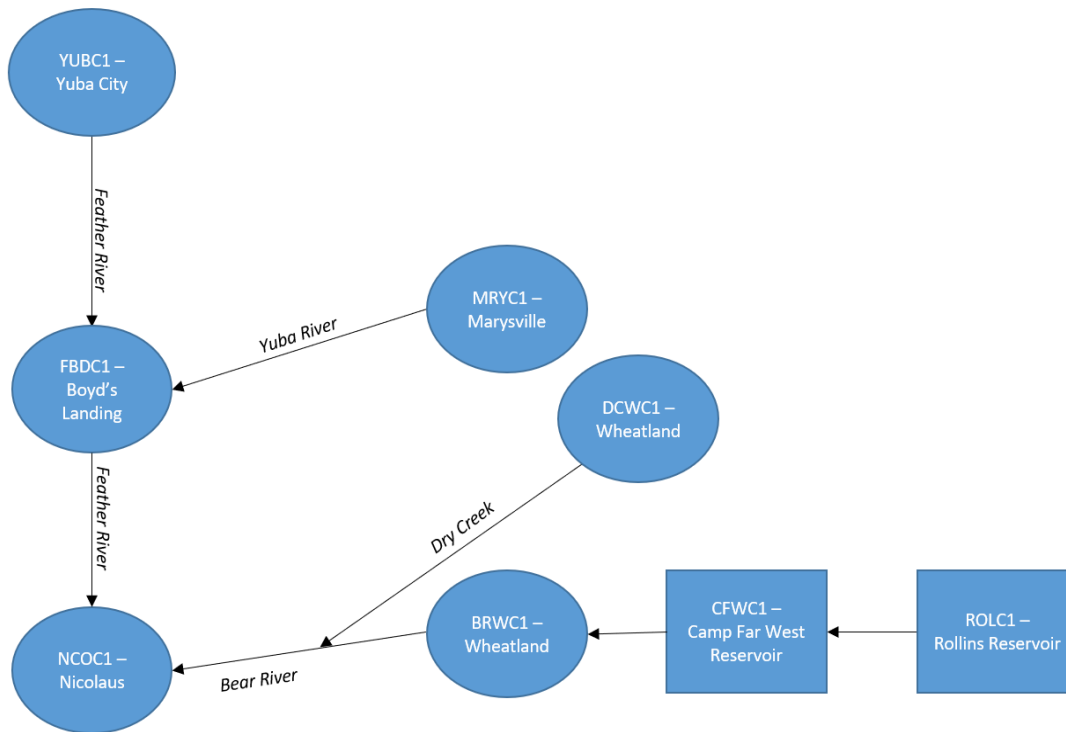 YUBC1 –
Yuba City
Feather River
MRYC1 –
Marysville
Yuba River
FBDC1 –
Boyd's
Landing
DCWC1 –
Wheatland
Feather River
Dry Creek
NCOC1 –
Nicolaus
Bear River
BRWC1 –
Wheatland
CFWC1 –
Camp Far West
Reservoir
ROLC1 –
Rollins Reservoir